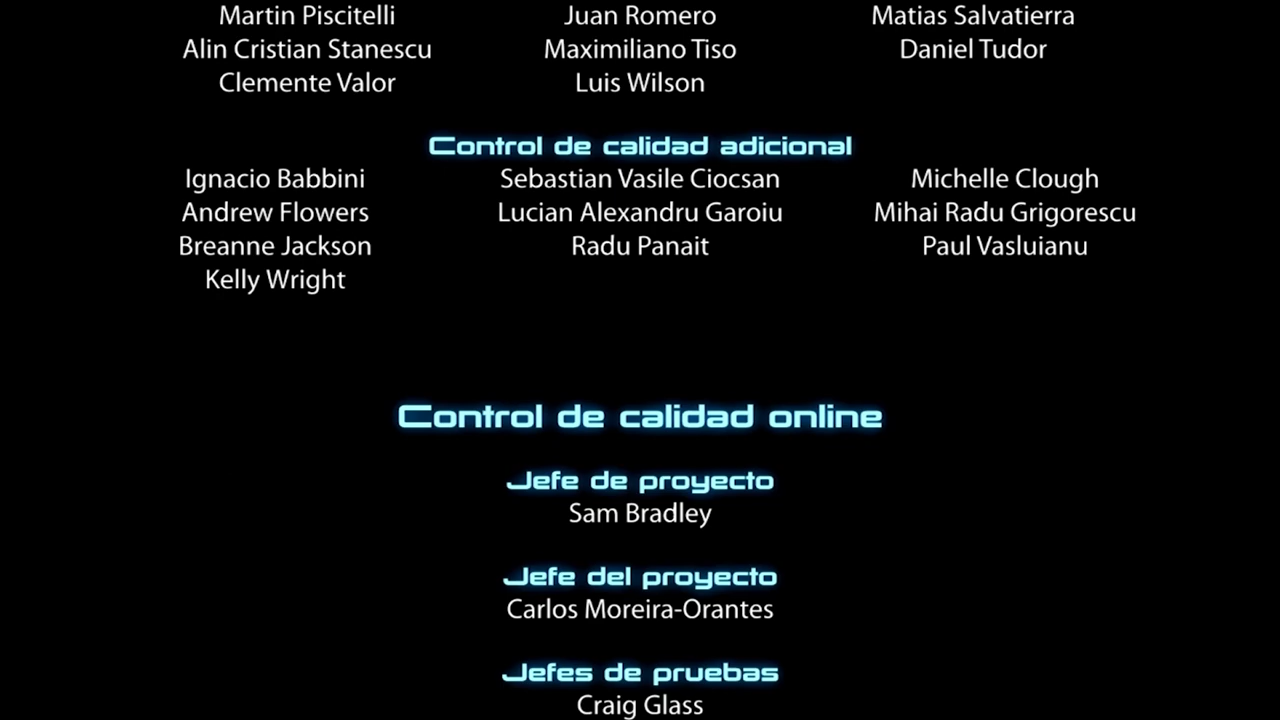 Martin Piscitelli Juan Romero Matias Salvatierra
Alin Cristian Stanescu Maximiliano Tiso Daniel Tudor
Clemente Valor Luis Wilson
Control de calidad adicional
Ignacio Babbini Sebastian Vasile Ciocsan Michelle Clough
Andrew Flowers Lucian Alexandru Garoiu Mihai Radu Grigorescu
Breanne Jackson Radu Panait Paul Vasluianu
Kelly Wright
Control de calidad online
Jefe de proyecto
Sam Bradley
Jefe del proyecto
Carlos Moreira-Orantes
Jefes de pruebas
Craig Glass